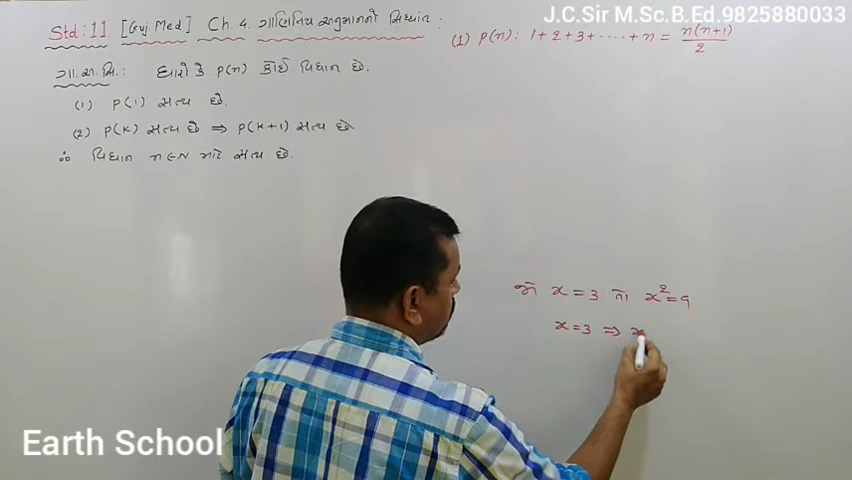 Std: 11 [Guj. Med] Ch. 4. ગાણિતિય અનુમાનનો સિધ્ધાંત :
J.C.Sir M.Sc.B.Ed.9825880033
(1) P(n): 1+2+3+.....+n = n(n+1)/2
ગા.અ.સિ.: ધારો કે P(n) કોઈ વિધાન છે.
(1) P(1) સત્ય છે.
(2) P(k) સત્ય છે ⇒ P(k+1) સત્ય છે.
∴ વિધાન n∈N માટે સત્ય છે.
જો x = 3 તો x² = 9
x = 3 ⇒ x
Earth School